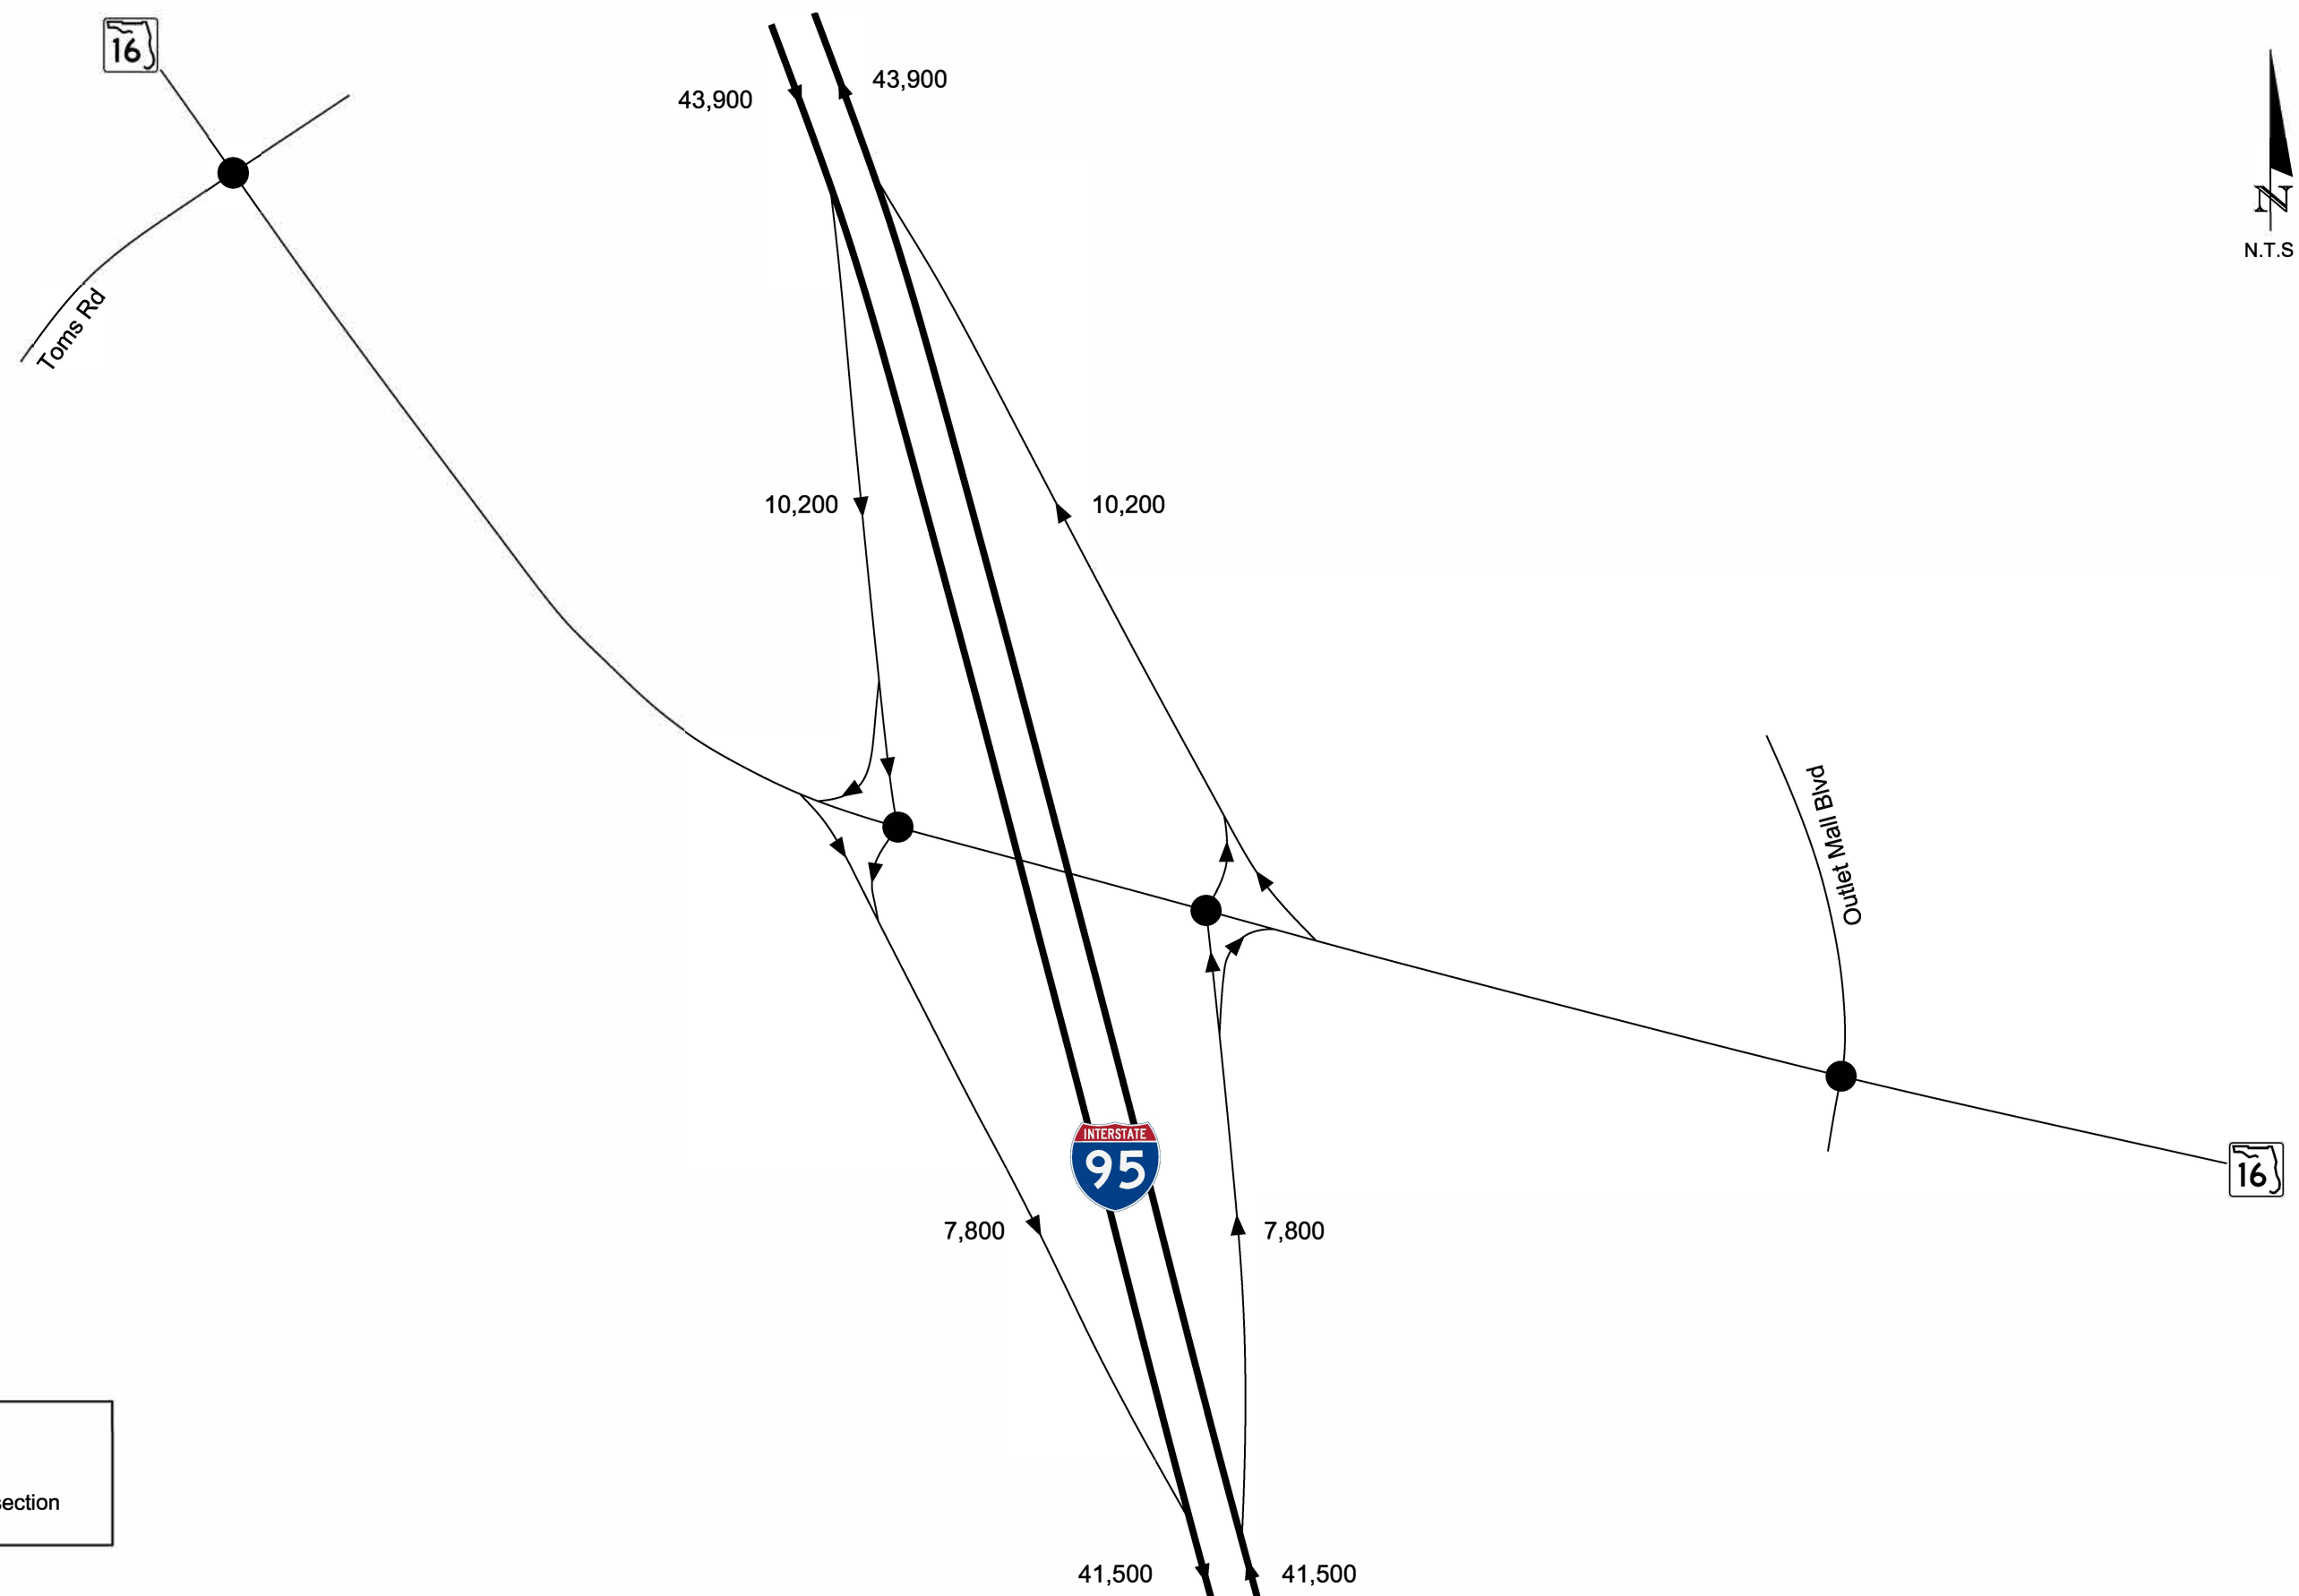 16
43,900
43,900
N
N.T.S
Toms Rd
10,200
10,200
Outlet Mall Blvd
INTERSTATE
95
16
7,800
7,800
section
41,500
41,500